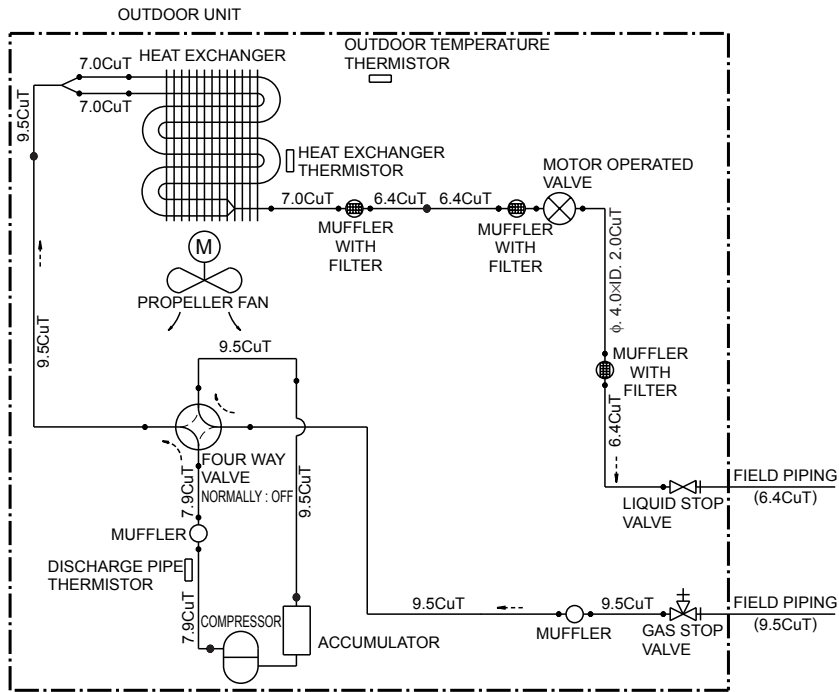 OUTDOOR UNIT
HEAT EXCHANGER
OUTDOOR TEMPERATURE
THERMISTOR
7.0CuT
7.0CuT
9.5CuT
HEAT EXCHANGER
THERMISTOR
MOTOR OPERATED
VALVE
7.0CuT
6.4CuT
6.4CuT
MUFFLER
WITH
FILTER
MUFFLER
WITH
FILTER
M
PROPELLER FAN
φ. 4.0×ID. 2.0CuT
9.5CuT
9.5CuT
MUFFLER
WITH
FILTER
6.4CuT
FOUR WAY
VALVE
NORMALLY : OFF
7.9CuT
9.5CuT
FIELD PIPING
(6.4CuT)
LIQUID STOP
VALVE
MUFFLER
DISCHARGE PIPE
THERMISTOR
7.9CuT
COMPRESSOR
ACCUMULATOR
9.5CuT
9.5CuT
MUFFLER
GAS STOP
VALVE
FIELD PIPING
(9.5CuT)